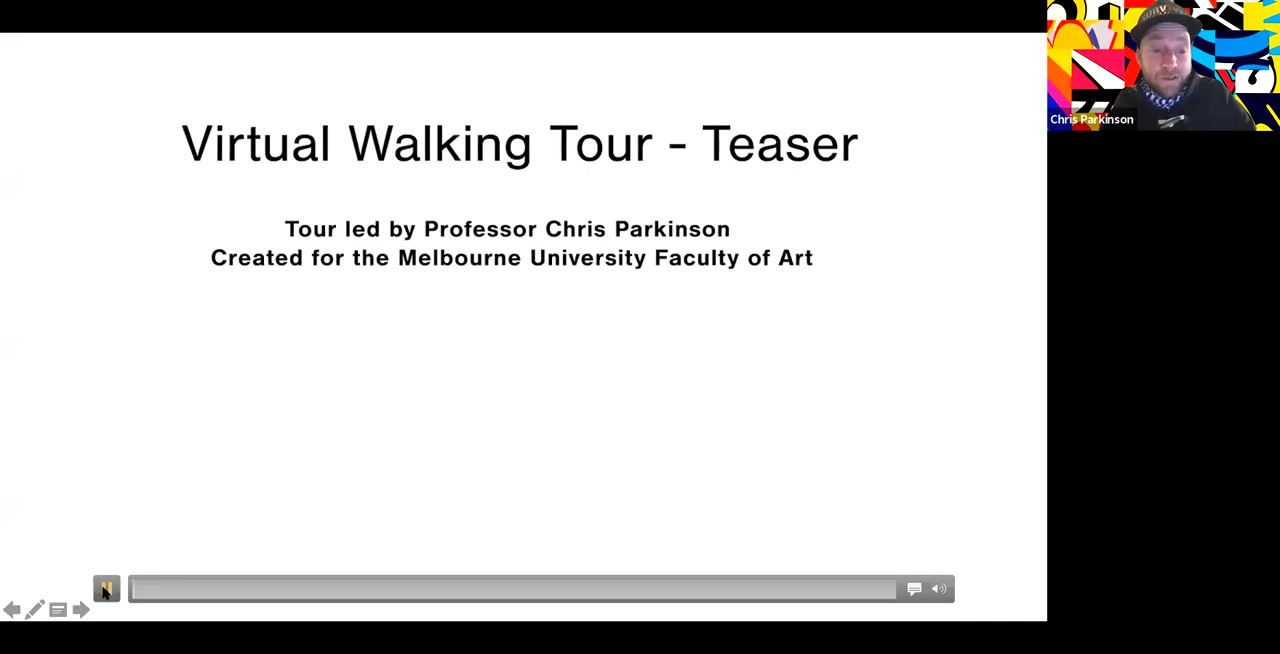 Virtual Walking Tour - Teaser
Tour led by Professor Chris Parkinson
Created for the Melbourne University Faculty of Art
Chris Parkinson